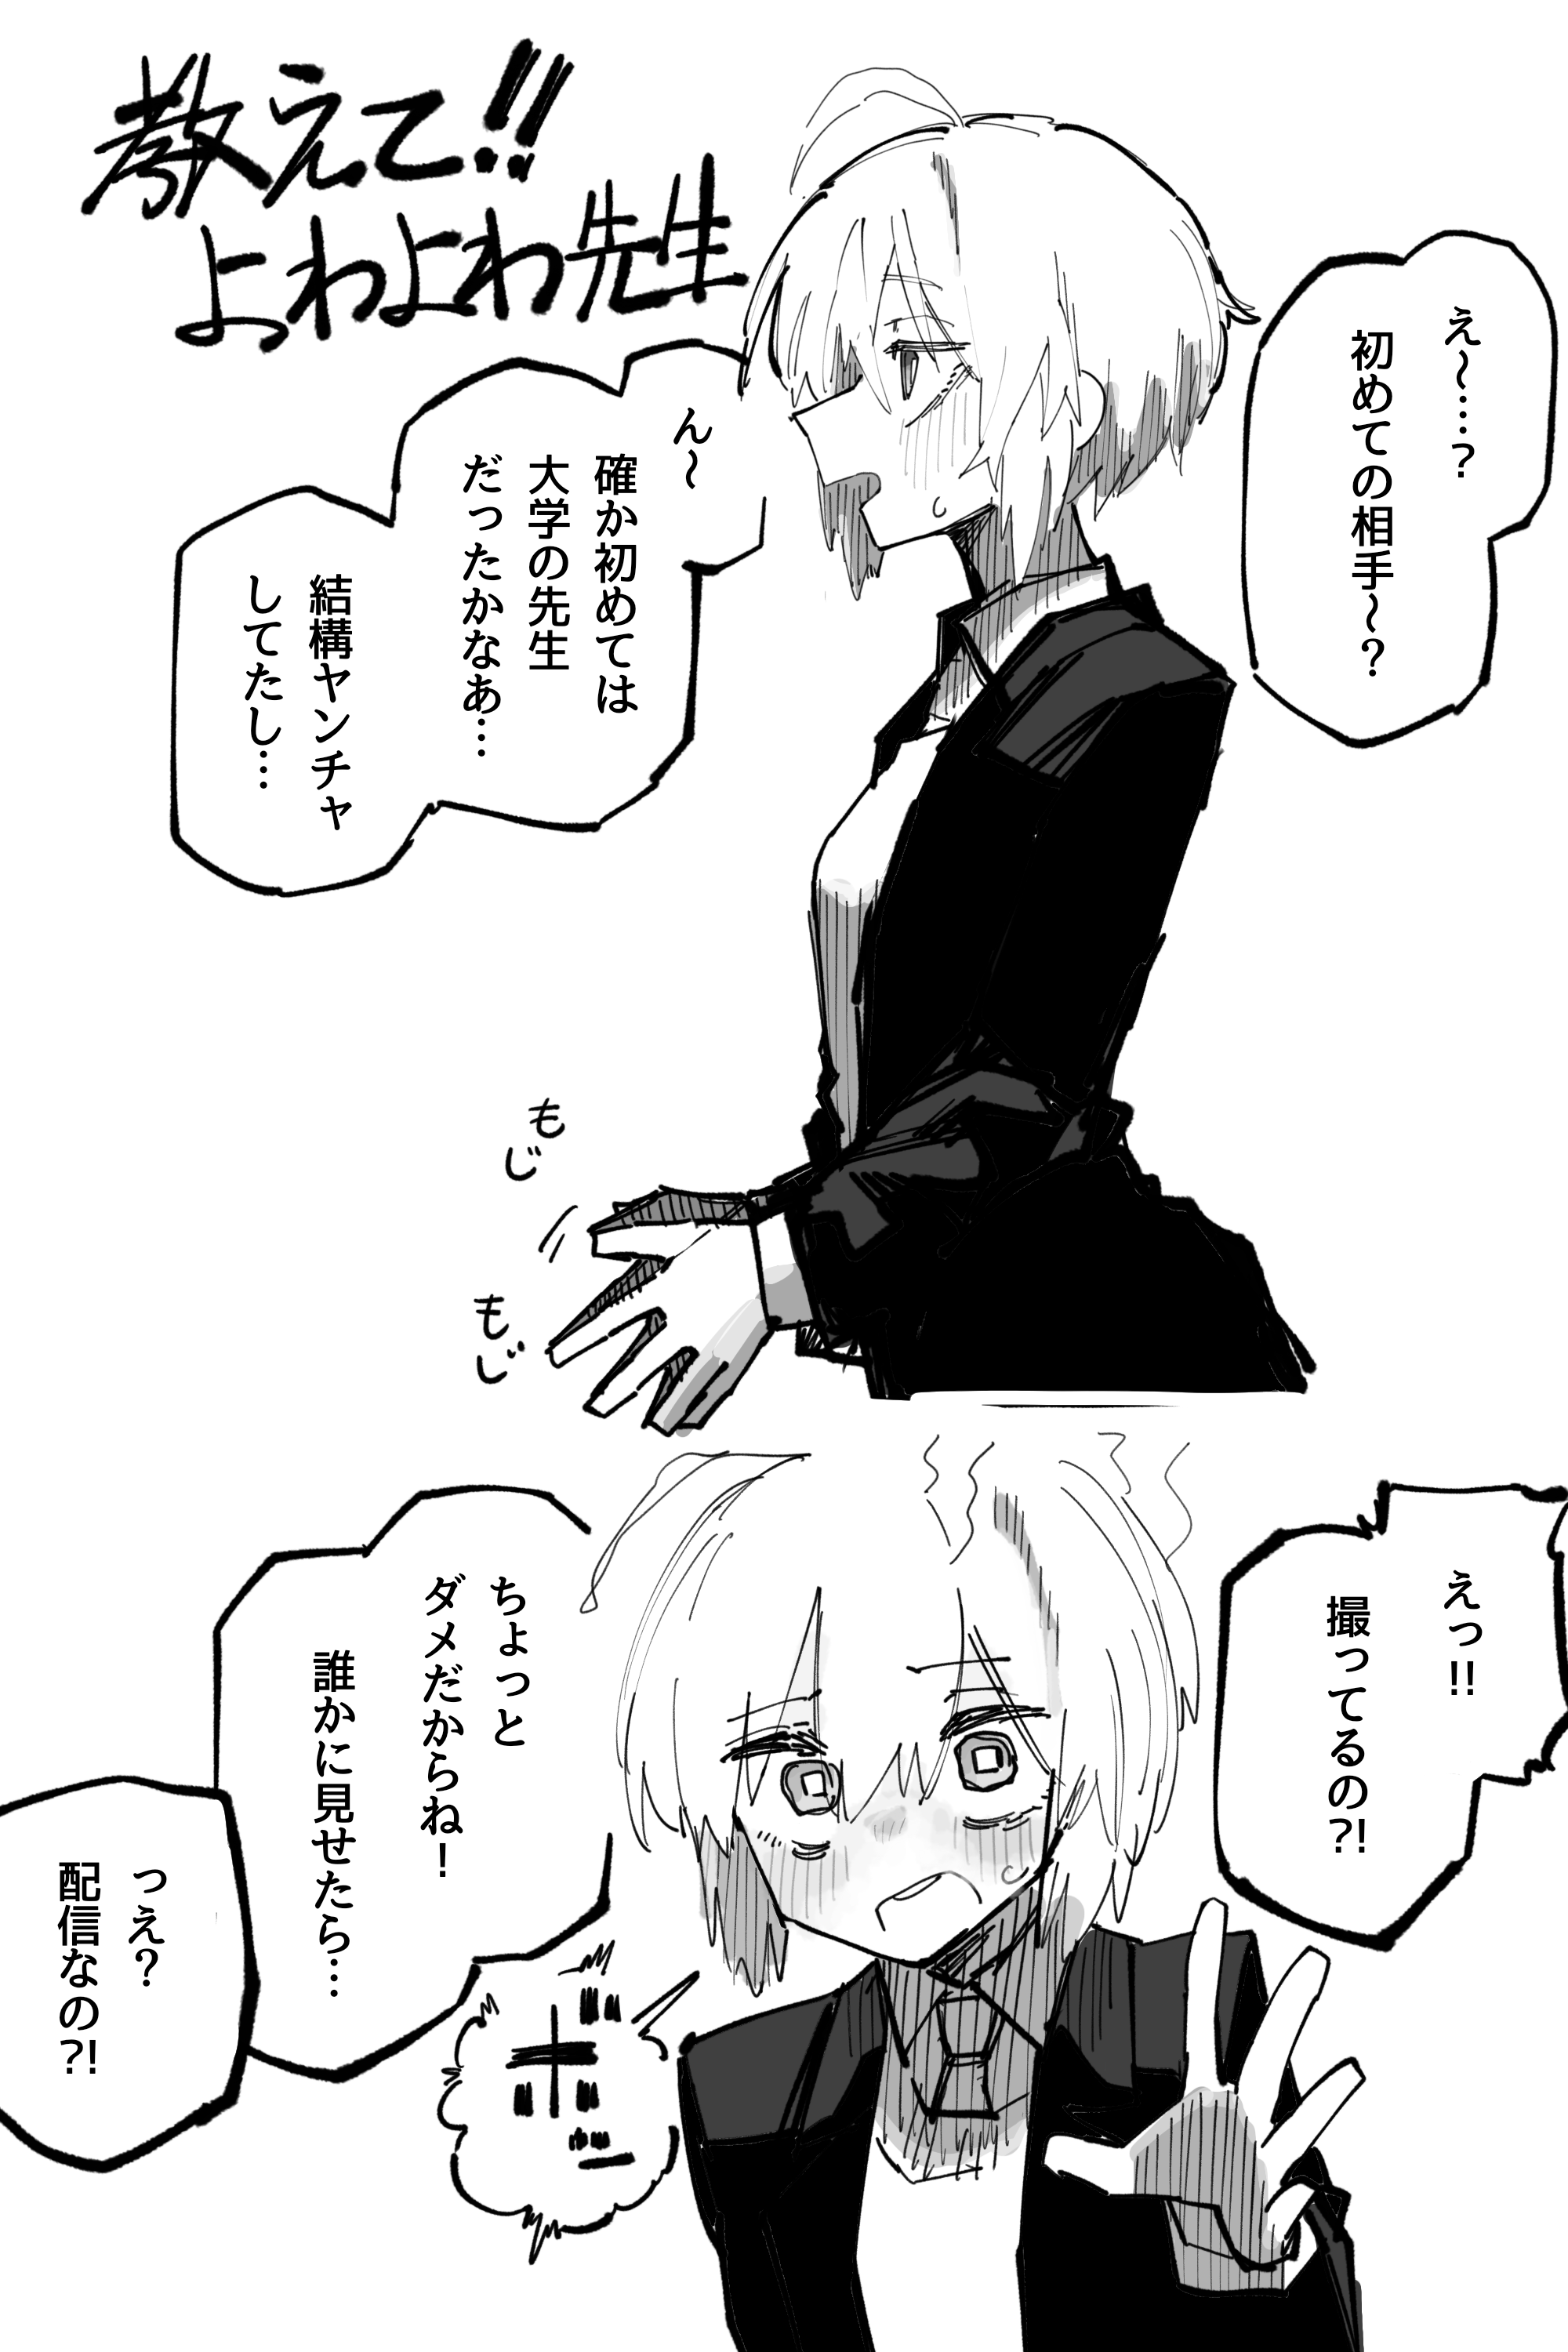 教えて!!
よわよわ先生
え〜…?
初めての相手〜?
ん〜
確か初めては
大学の先生
だったかなあ…
結構ヤンチャ
してたし…
もじ
もじ
えっ!!
撮ってるの?!
ちょっと
ダメだからね!
誰かに見せたら…
っえ?
配信なの?!